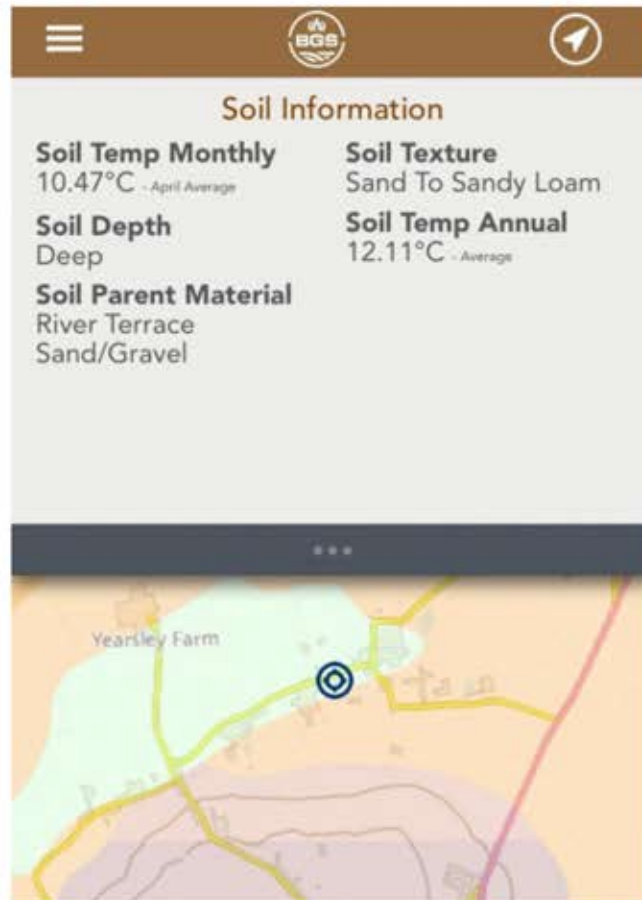 BGS
Soil Information
Soil Temp Monthly
10.47°C - April Average
Soil Texture
Sand To Sandy Loam
Soil Depth
Deep
Soil Temp Annual
12.11°C - Average
Soil Parent Material
River Terrace
Sand/Gravel
Yearsley Farm